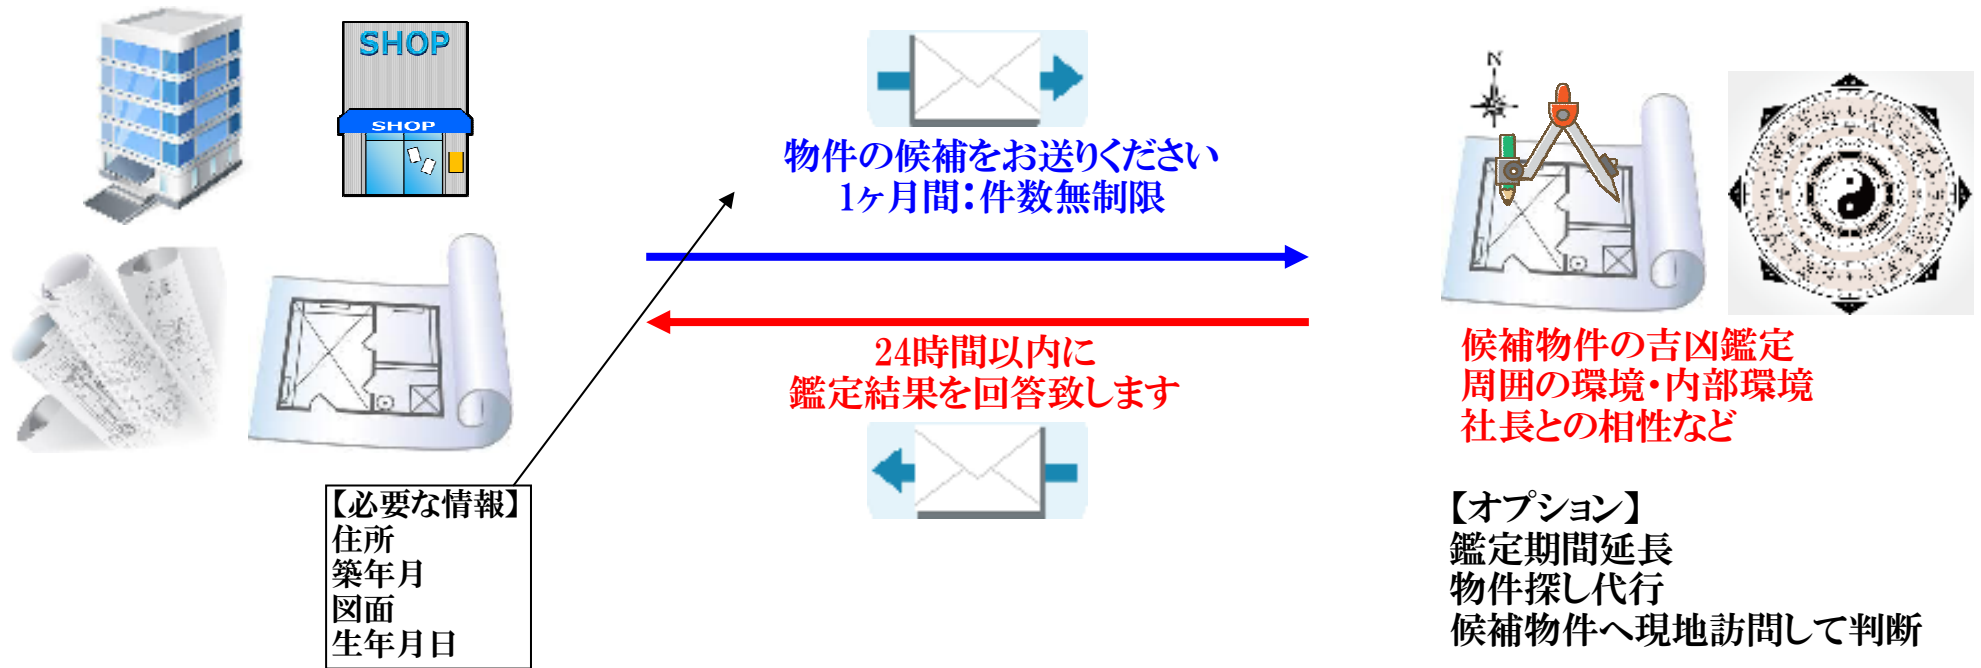 SHOP
SHOP
物件の候補をお送りください
1ヶ月間：件数無制限
24時間以内に
鑑定結果を回答致します
【必要な情報】
住所
築年月
図面
生年月日
N
候補物件の吉凶鑑定
周囲の環境・内部環境
社長との相性など
【オプション】
鑑定期間延長
物件探し代行
候補物件へ現地訪問して判断